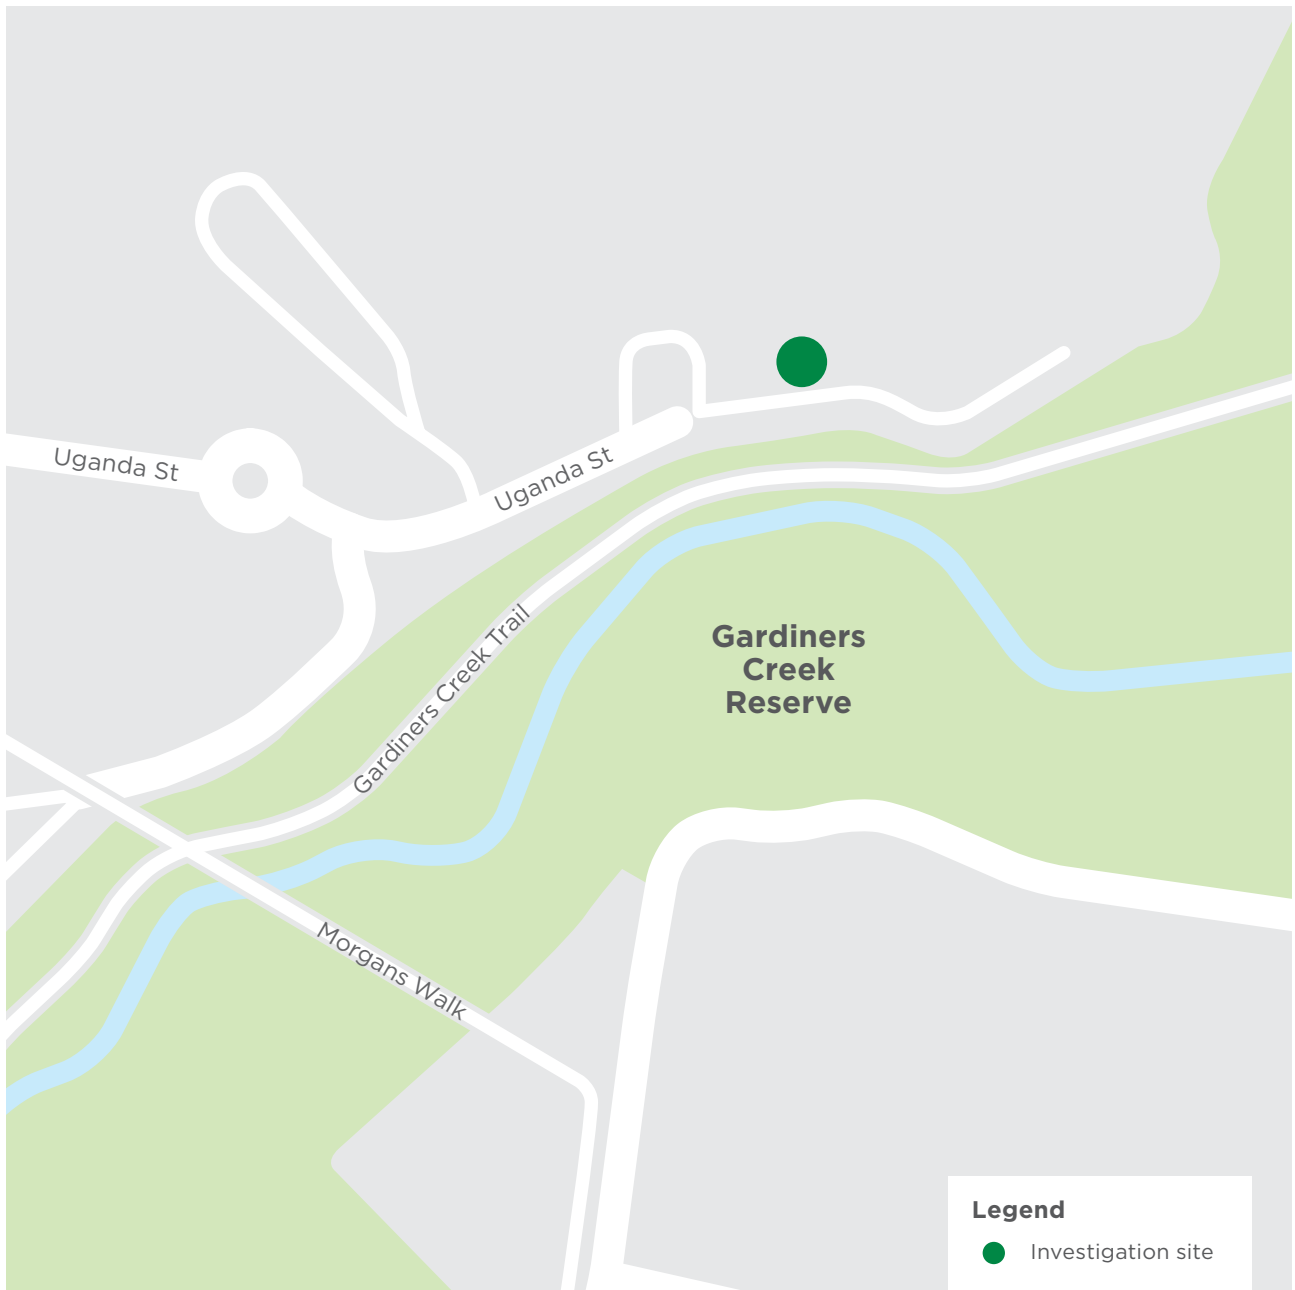 Uganda St
Uganda St
Gardiners Creek Trail
Gardiners
Creek
Reserve
Morgans Walk
Legend
Investigation site